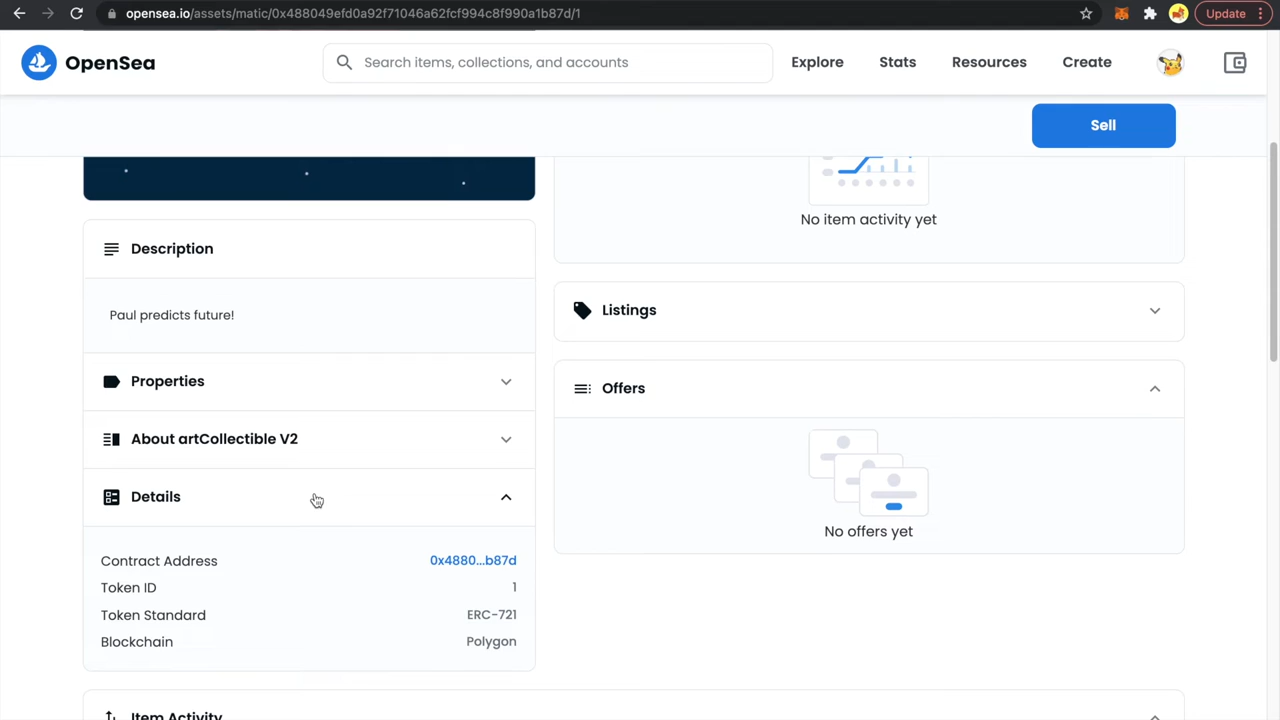 opensea.io/assets/matic/0x488049efd0a92f71046a62fcf994c8f990a1b87d/1
Update
OpenSea
Search items, collections, and accounts
Explore
Stats
Resources
Create
Sell
No item activity yet
Description
Paul predicts future!
Properties
About artCollectible V2
Details
Contract Address 0x4880...b87d
Token ID 1
Token Standard ERC-721
Blockchain Polygon
Listings
Offers
No offers yet
Item Activity